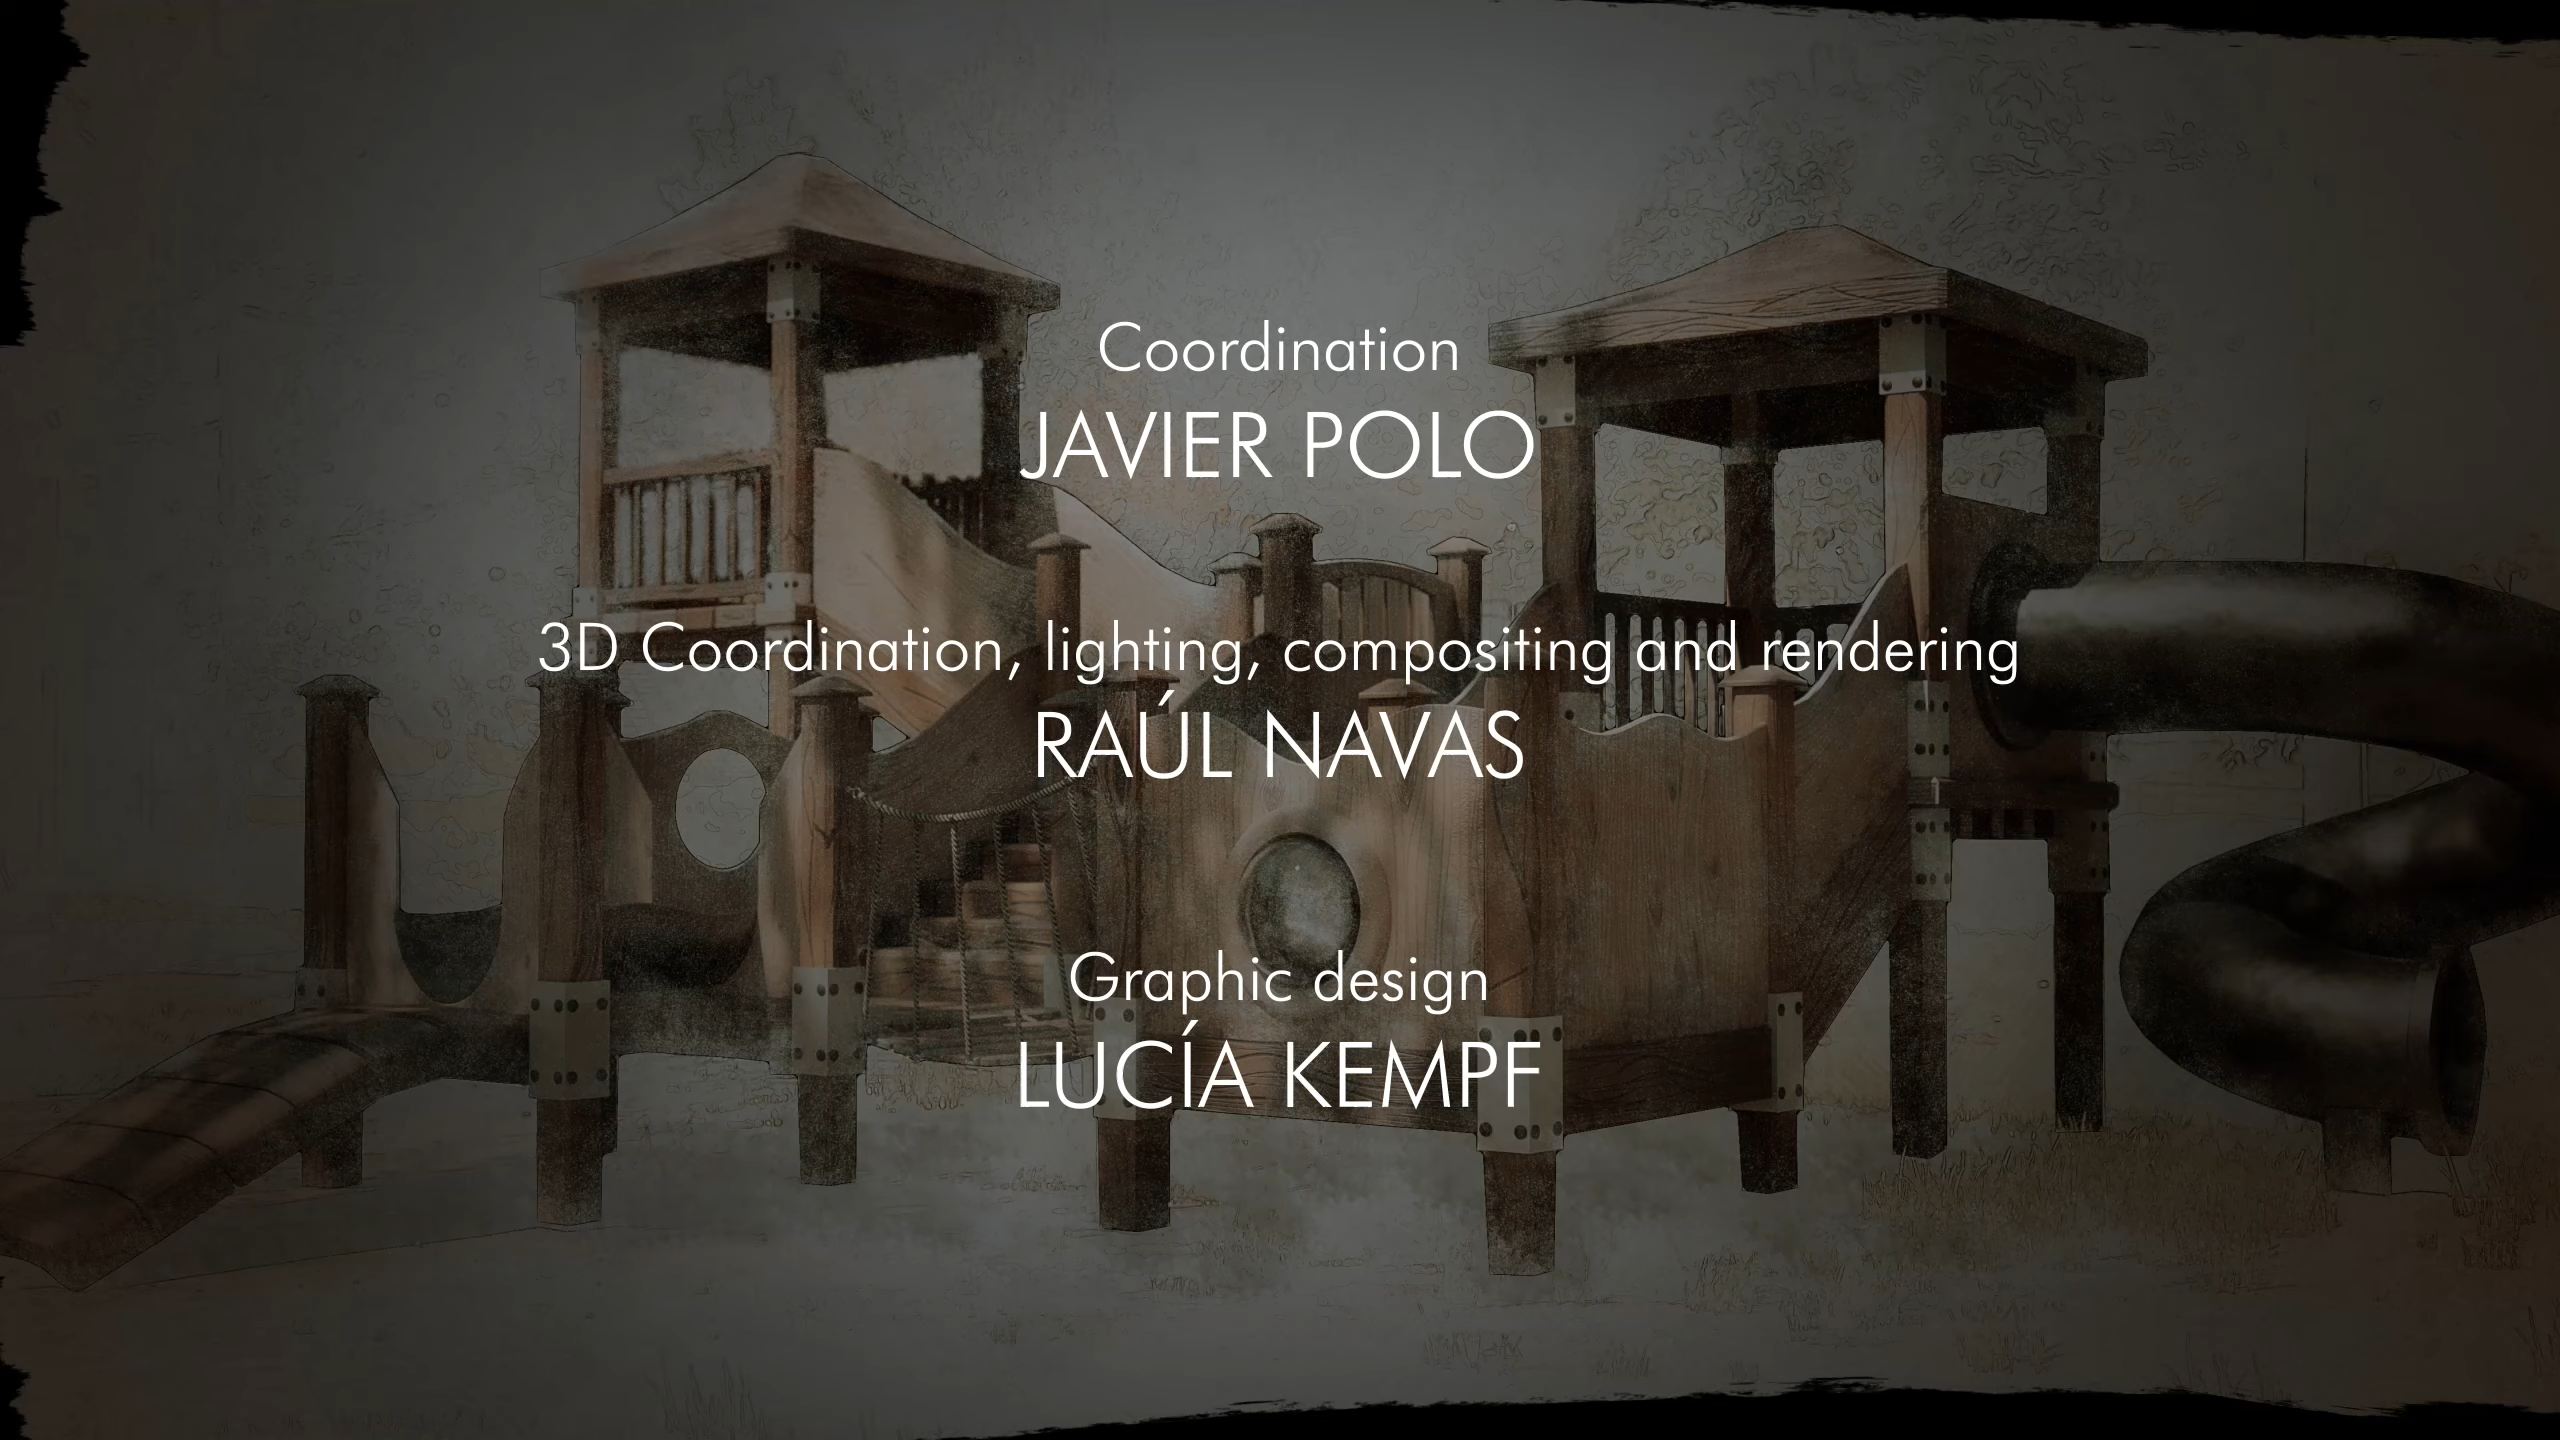 Coordination
JAVIER POLO
3D Coordination, lighting, compositing and rendering
RAÚL NAVAS
Graphic design
LUCÍA KEMPF